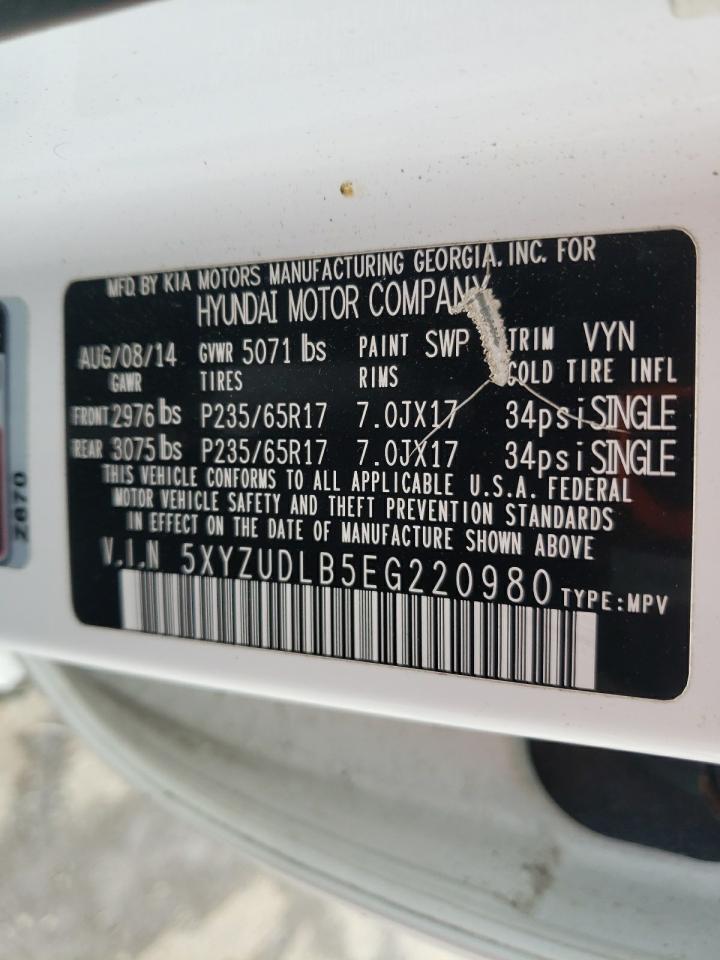 MFD. BY KIA MOTORS MANUFACTURING GEORGIA. INC. FOR
HYUNDAI MOTOR COMPANY
AUG/08/14 GVWR 5071 lbs PAINT SWP TRIM VYN
GAWR TIRES RIMS COLD TIRE INFL
FRONT 2976 lbs P235/65R17 7.0JX17 34psi SINGLE
REAR 3075 lbs P235/65R17 7.0JX17 34psi SINGLE
THIS VEHICLE CONFORMS TO ALL APPLICABLE U.S.A. FEDERAL
MOTOR VEHICLE SAFETY AND THEFT PREVENTION STANDARDS
IN EFFECT ON THE DATE OF MANUFACTURE SHOWN ABOVE
V.I.N 5XYZUDLB5EG220980 TYPE:MPV
Z670